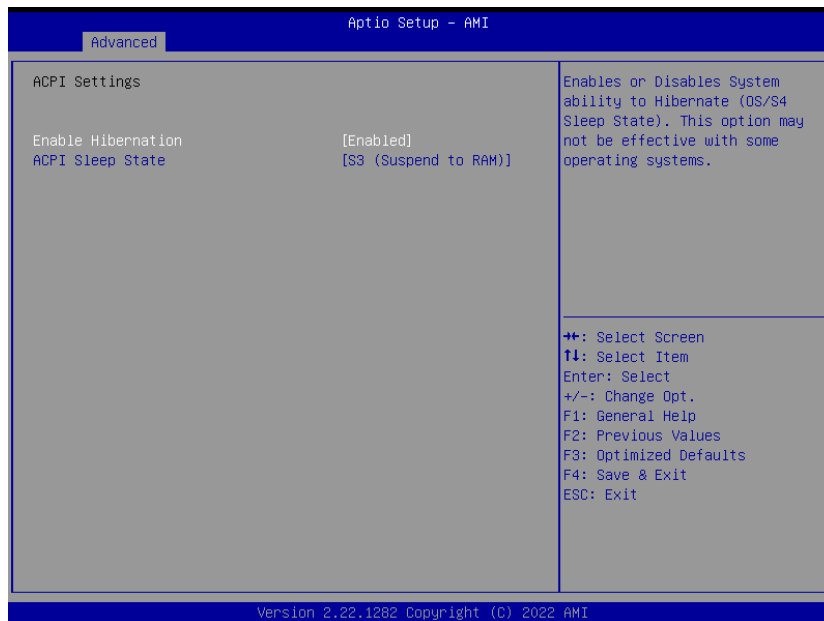 Aptio Setup – AMI
Advanced
ACPI Settings
Enable Hibernation [Enabled]
ACPI Sleep State [S3 (Suspend to RAM)]
Enables or Disables System
ability to Hibernate (OS/S4
Sleep State). This option may
not be effective with some
operating systems.
→←: Select Screen
↑↓: Select Item
Enter: Select
+/-: Change Opt.
F1: General Help
F2: Previous Values
F3: Optimized Defaults
F4: Save & Exit
ESC: Exit
Version 2.22.1282 Copyright (C) 2022 AMI